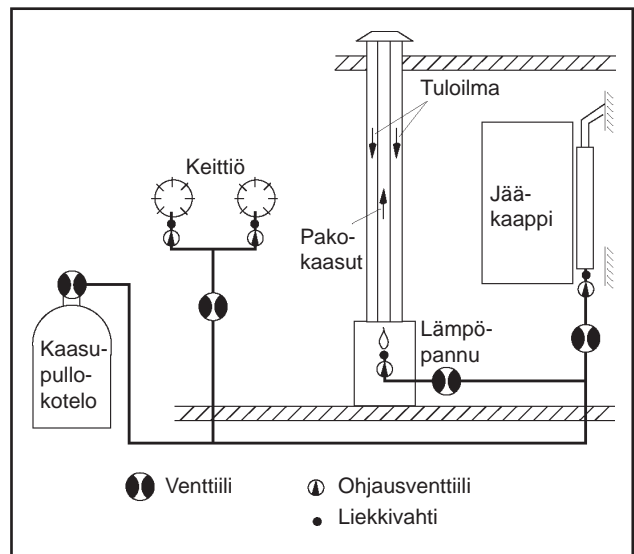 Tuloilma
Keittiö
Jää-
kaappi
Pako-
kaasut
Lämpö-
pannu
Kaasu-
pullo-
kotelo
Venttiili
Ohjausventtiili
Liekkivahti